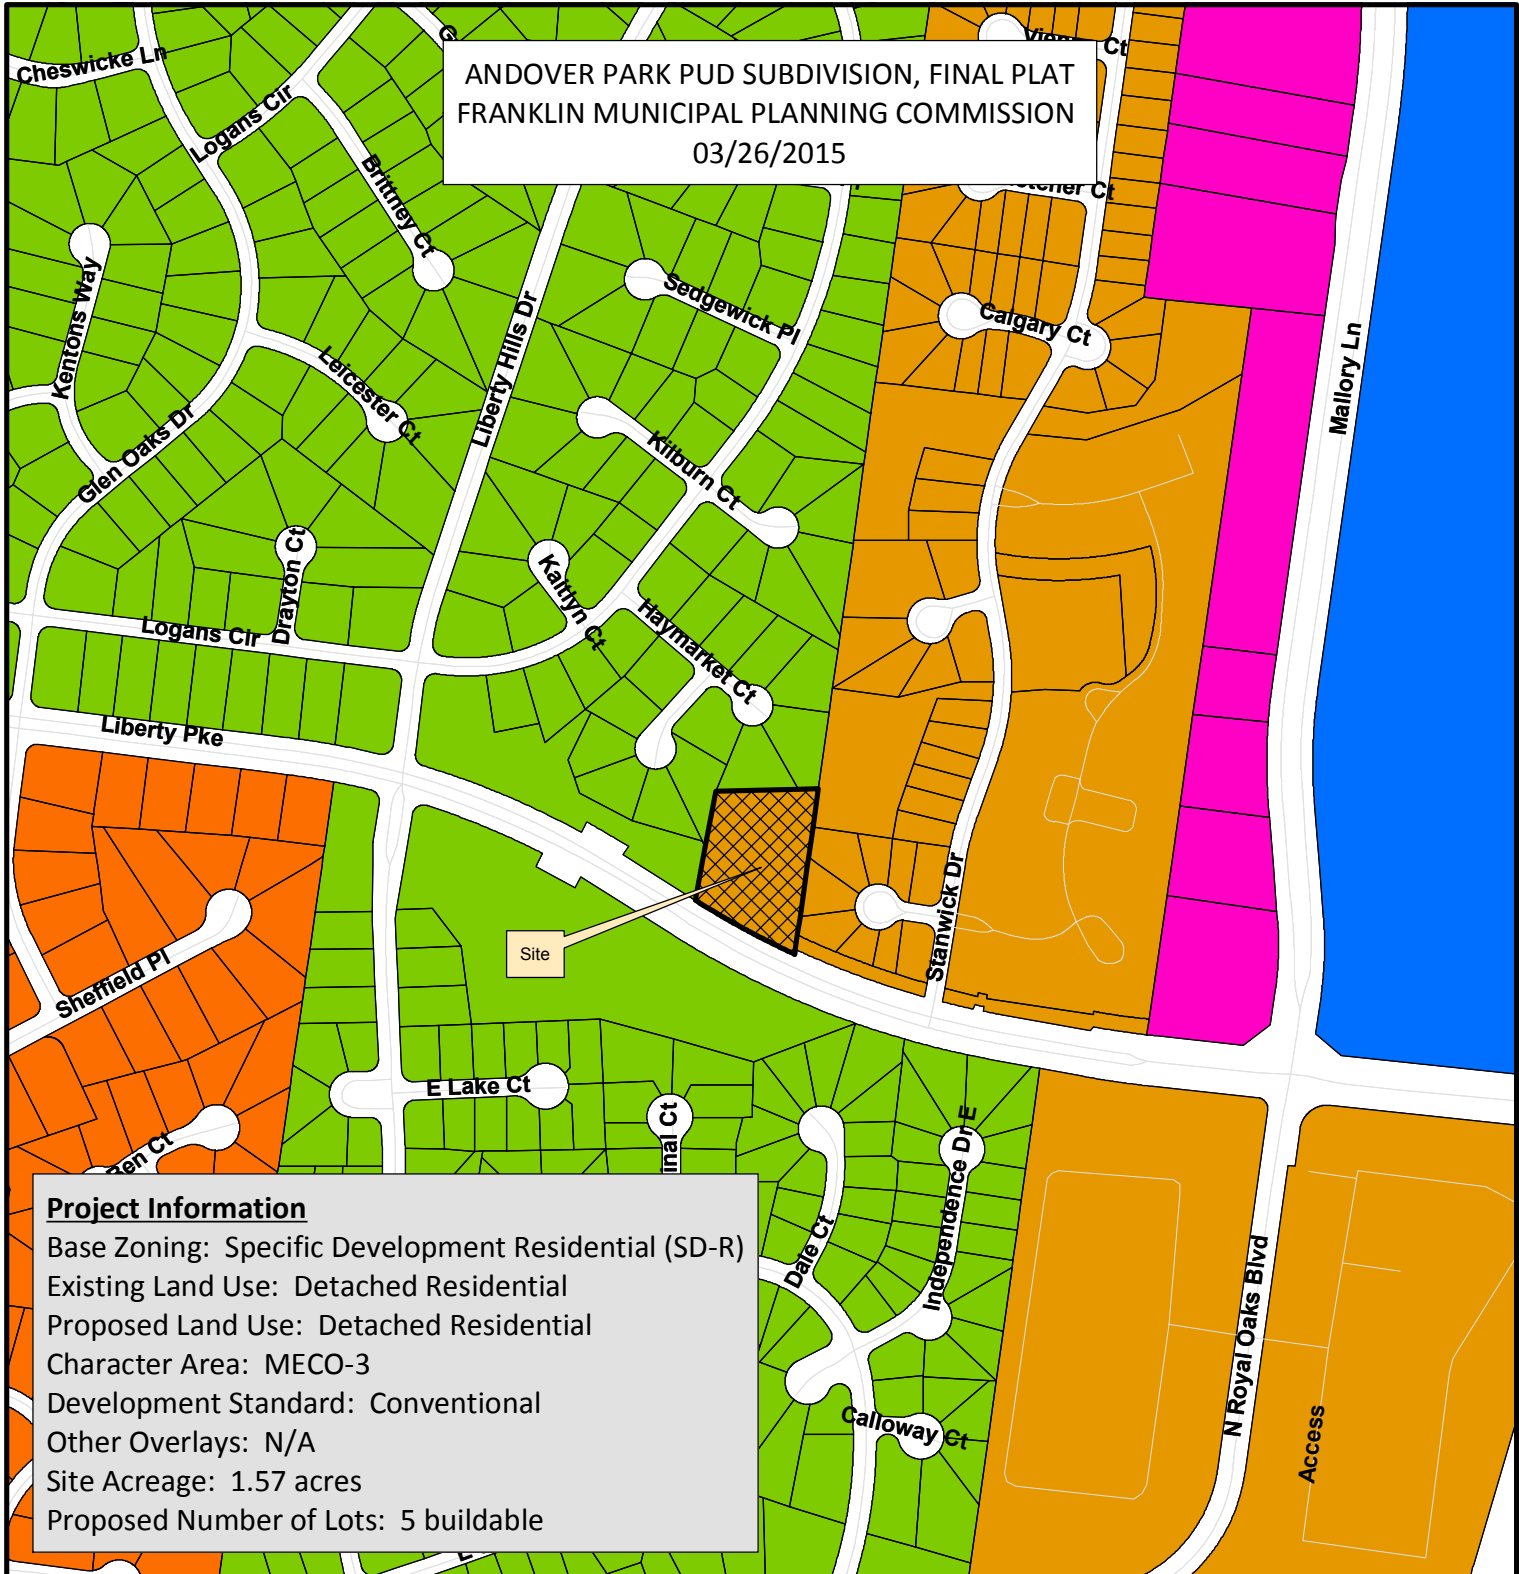 ANDOVER PARK PUD SUBDIVISION, FINAL PLAT
FRANKLIN MUNICIPAL PLANNING COMMISSION
03/26/2015
Cheswicke Ln
Logans Cir
Brittney Ct
Ct
Kentons Way
Sedgewick Pl
Calgary Ct
Liberty Hills Dr
Leicester Ct
Mallory Ln
Glen Oaks Dr
Kilburn Ct
Drayton Ct
Kaitlyn Ct
Logans Cir
Haymarket Ct
Liberty Pke
Stanwick Dr
Site
Sheffield Pl
E Lake Ct
Ben Ct
Ct
Independence Dr E
Dale Ct
N Royal Oaks Blvd
Calloway Ct
Access
Project Information
Base Zoning: Specific Development Residential (SD-R)
Existing Land Use: Detached Residential
Proposed Land Use: Detached Residential
Character Area: MECO-3
Development Standard: Conventional
Other Overlays: N/A
Site Acreage: 1.57 acres
Proposed Number of Lots: 5 buildable